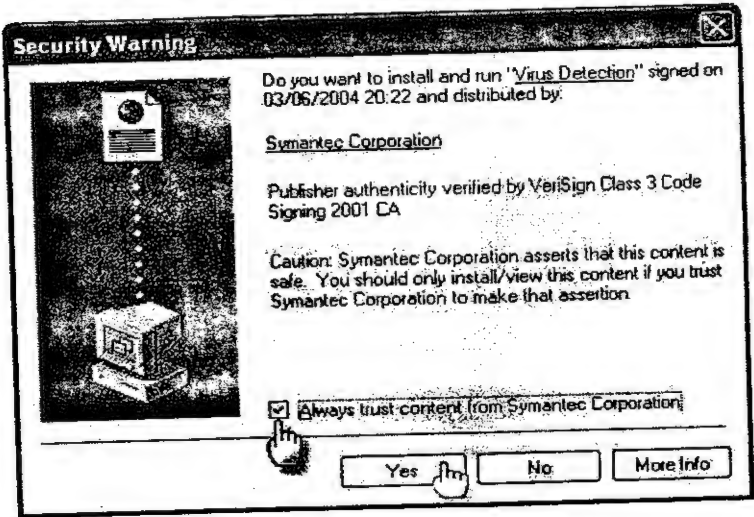 Security Warning
Do you want to install and run "Virus Detection" signed on
03/06/2004 20:22 and distributed by:
Symantec Corporation
Publisher authenticity verified by VeriSign Class 3 Code
Signing 2001 CA
Caution: Symantec Corporation asserts that this content is
safe. You should only install/view this content if you trust
Symantec Corporation to make that assertion.
Always trust content from Symantec Corporation
Yes
No
More Info